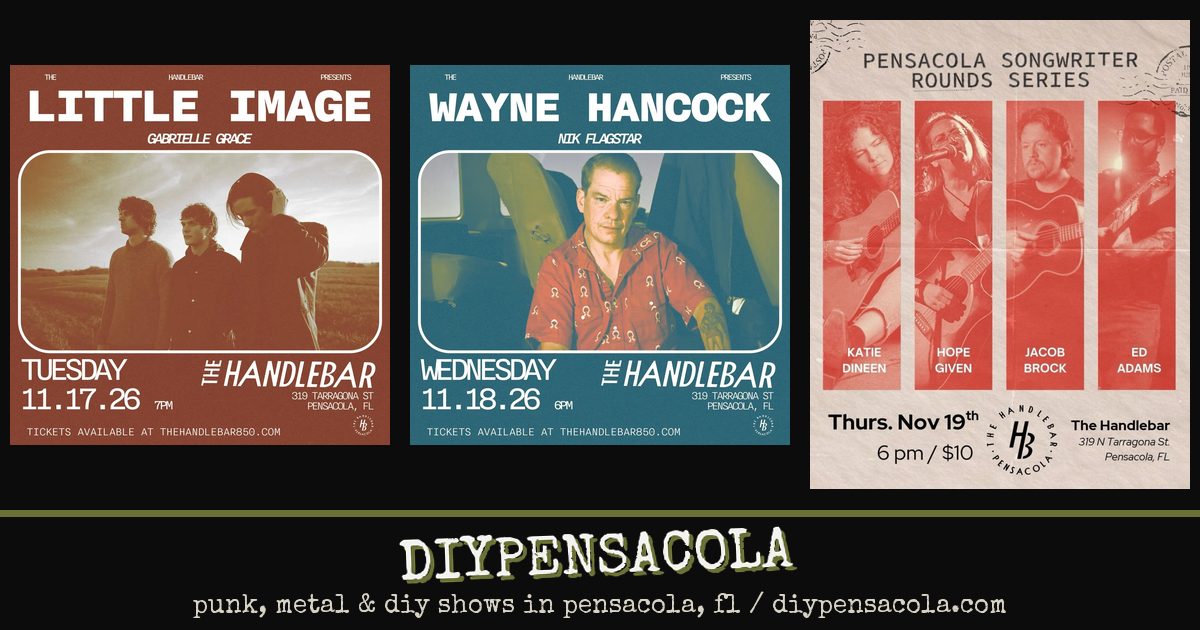 THE HANDLEBAR PRESENTS
LITTLE IMAGE
GABRIELLE GRACE
TUESDAY
11.17.26 7PM
THE HANDLEBAR
319 TARRAGONA ST
PENSACOLA, FL
TICKETS AVAILABLE AT THEHANDLEBAR850.COM
THE HANDLEBAR PRESENTS
WAYNE HANCOCK
NIK FLAGSTAR
WEDNESDAY
11.18.26 6PM
THE HANDLEBAR
319 TARRAGONA ST
PENSACOLA, FL
TICKETS AVAILABLE AT THEHANDLEBAR850.COM
PENSACOLA SONGWRITER
ROUNDS SERIES
KATIE
DINEEN
HOPE
GIVEN
JACOB
BROCK
ED
ADAMS
Thurs. Nov 19th
6 pm / $10
THE HANDLEBAR
HB
PENSACOLA
The Handlebar
319 N Tarragona St.
Pensacola, FL
DIYPENSACOLA
punk, metal & diy shows in pensacola, fl / diypensacola.com